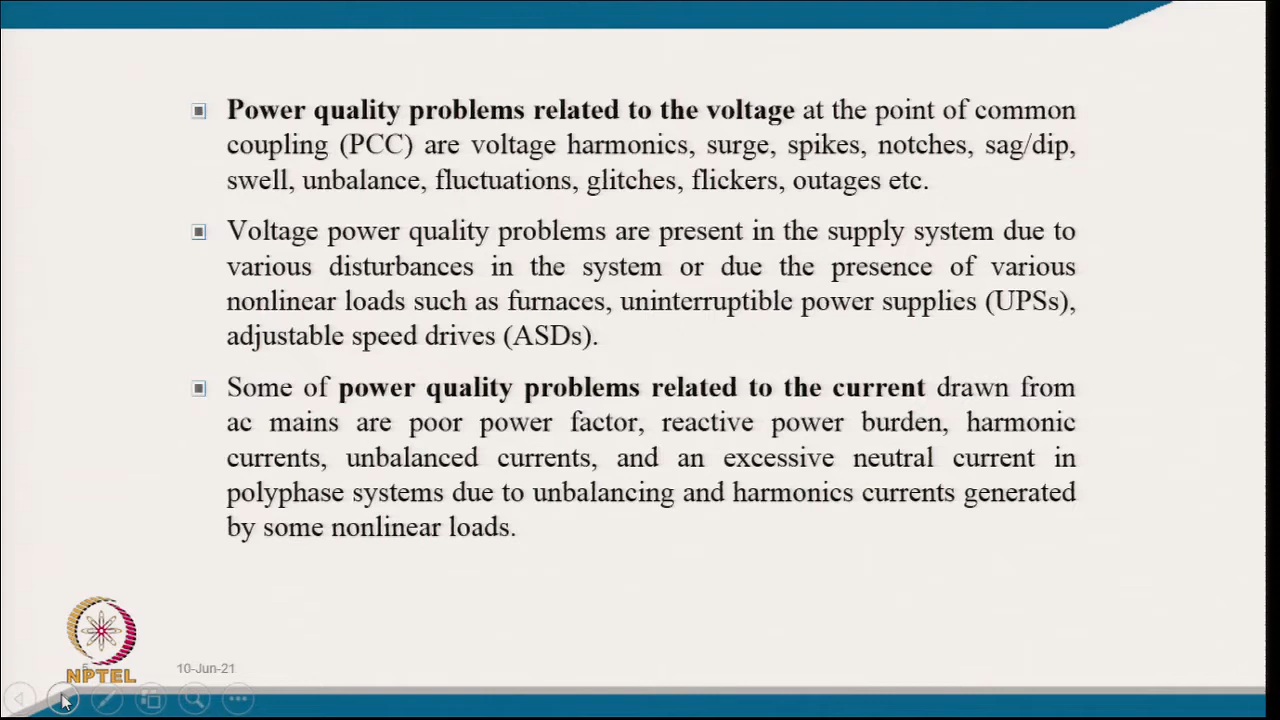 Power quality problems related to the voltage at the point of common
coupling (PCC) are voltage harmonics, surge, spikes, notches, sag/dip,
swell, unbalance, fluctuations, glitches, flickers, outages etc.
Voltage power quality problems are present in the supply system due to
various disturbances in the system or due the presence of various
nonlinear loads such as furnaces, uninterruptible power supplies (UPSs),
adjustable speed drives (ASDs).
Some of power quality problems related to the current drawn from
ac mains are poor power factor, reactive power burden, harmonic
currents, unbalanced currents, and an excessive neutral current in
polyphase systems due to unbalancing and harmonics currents generated
by some nonlinear loads.
NPTEL
10-Jun-21